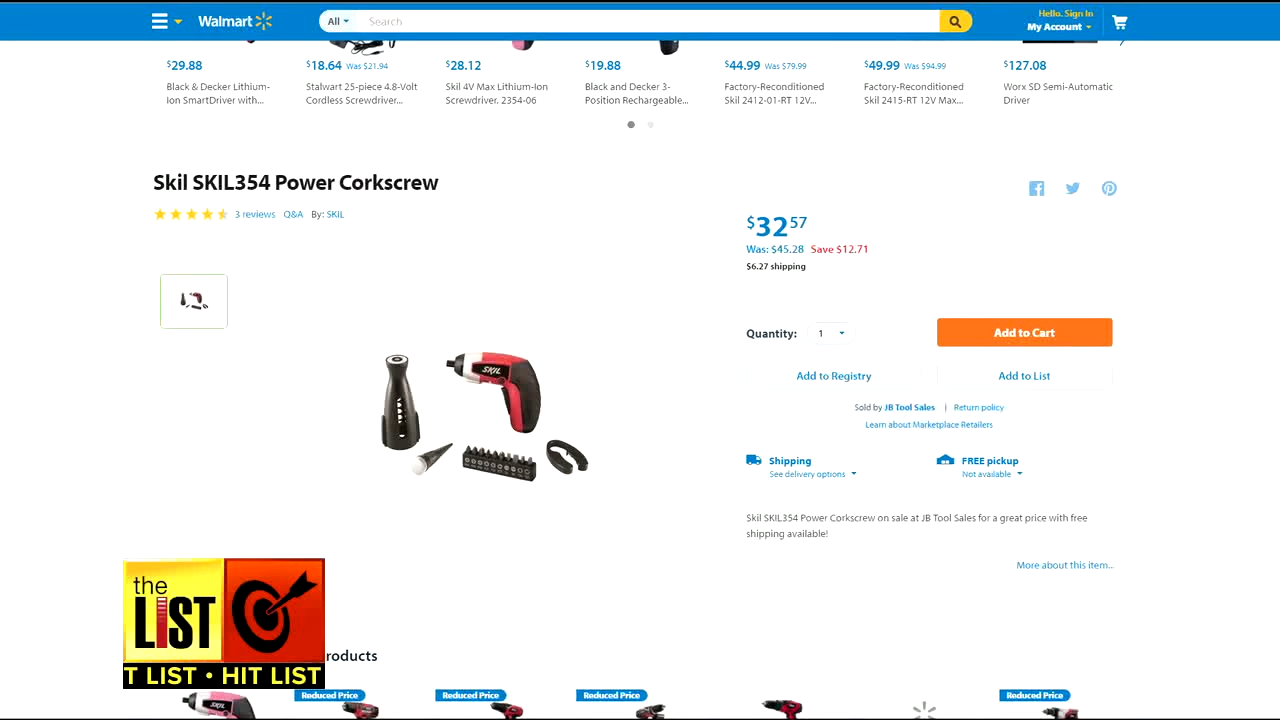 Walmart
All
Search
Hello. Sign In
My Account
$29.88
Black & Decker Lithium-
Ion SmartDriver with...
$18.64 Was $21.94
Stalwart 25-piece 4.8-Volt
Cordless Screwdriver...
$28.12
Skil 4V Max Lithium-Ion
Screwdriver, 2354-06
$19.88
Black and Decker 3-
Position Rechargeable...
$44.99 Was $79.99
Factory-Reconditioned
Skil 2412-01-RT 12V...
$49.99 Was $94.99
Factory-Reconditioned
Skil 2415-RT 12V Max...
$127.08
Worx SD Semi-Automatic
Driver
Skil SKIL354 Power Corkscrew
3 reviews Q&A By: SKIL
$32 57
Was: $45.28 Save $12.71
$6.27 shipping
Quantity: 1
Add to Cart
Add to Registry
Add to List
Sold by JB Tool Sales | Return policy
Learn about Marketplace Retailers
Shipping
See delivery options
FREE pickup
Not available
SKIL
Skil SKIL354 Power Corkscrew on sale at JB Tool Sales for a great price with free
shipping available!
More about this item...
the
LIST
T LIST • HIT LIST
roducts
Reduced Price
Reduced Price
Reduced Price
Reduced Price